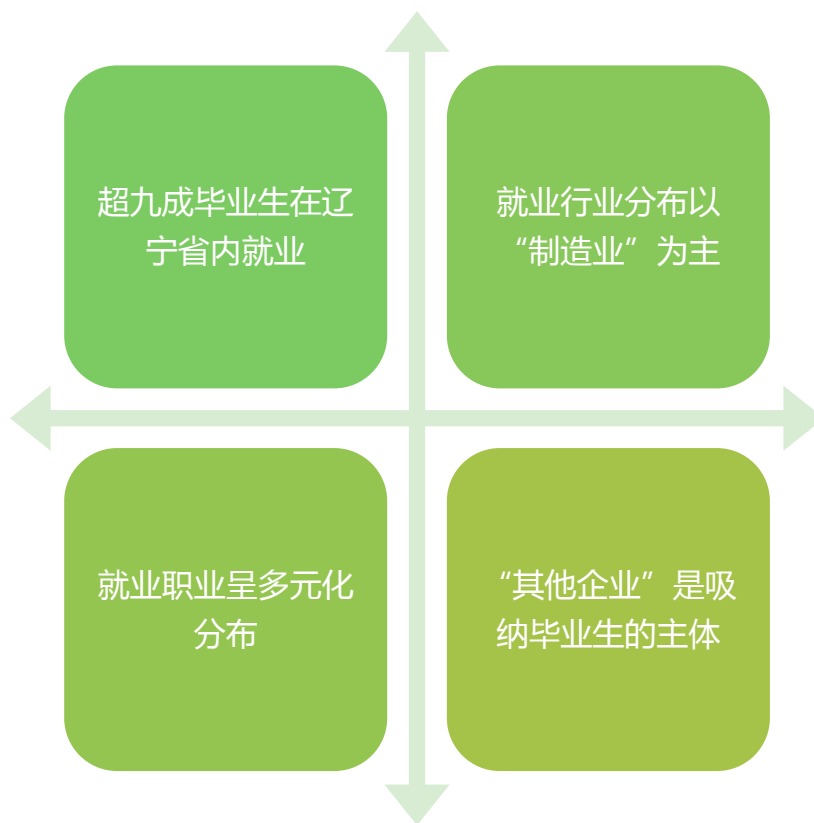 超九成毕业生在辽
宁省内就业
就业行业分布以
“制造业”为主
就业职业呈多元化
分布
“其他企业”是吸
纳毕业生的主体